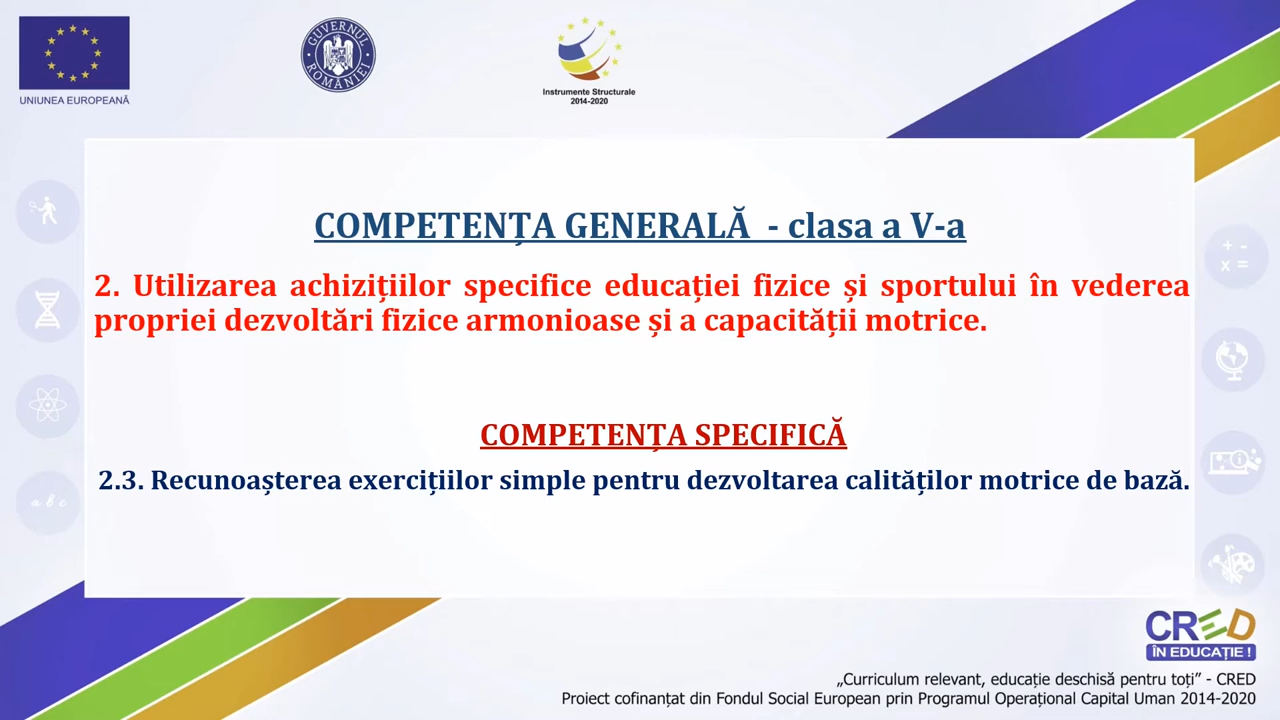 UNIUNEA EUROPEANĂ
GUVERNUL ROMÂNIEI
Instrumente Structurale
2014-2020
COMPETENȚA GENERALĂ - clasa a V-a
2. Utilizarea achizițiilor specifice educației fizice și sportului în vederea
propriei dezvoltări fizice armonioase și a capacității motrice.
COMPETENȚA SPECIFICĂ
2.3. Recunoașterea exercițiilor simple pentru dezvoltarea calităților motrice de bază.
+ -
x =
a b c
CRED
ÎN EDUCAȚIE !
„Curriculum relevant, educație deschisă pentru toți” - CRED
Proiect cofinanțat din Fondul Social European prin Programul Operațional Capital Uman 2014-2020